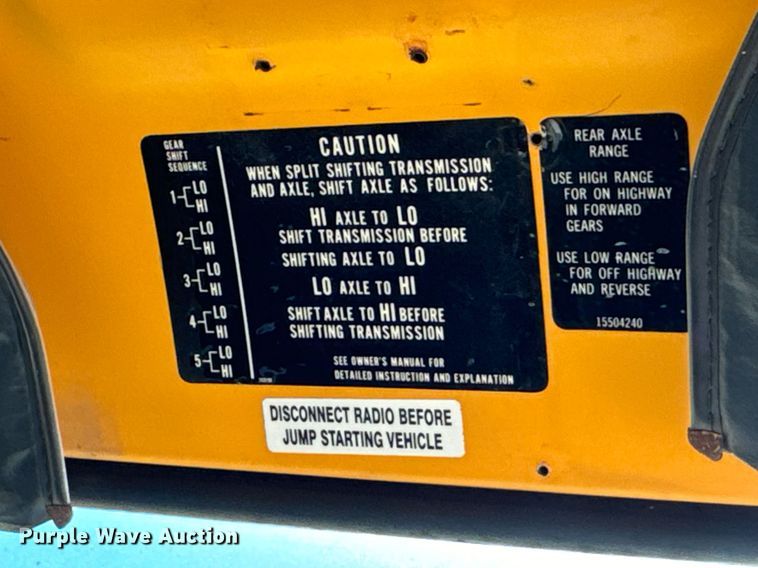 GEAR
SHIFT
SEQUENCE
1 LO
HI
2 LO
HI
3 LO
HI
4 LO
HI
5 LO
HI
CAUTION
WHEN SPLIT SHIFTING TRANSMISSION
AND AXLE, SHIFT AXLE AS FOLLOWS:
HI AXLE TO LO
SHIFT TRANSMISSION BEFORE
SHIFTING AXLE TO LO
LO AXLE TO HI
SHIFT AXLE TO HI BEFORE
SHIFTING TRANSMISSION
SEE OWNER'S MANUAL FOR
DETAILED INSTRUCTION AND EXPLANATION
REAR AXLE
RANGE
USE HIGH RANGE
FOR ON HIGHWAY
IN FORWARD
GEARS
USE LOW RANGE
FOR OFF HIGHWAY
AND REVERSE
15504240
DISCONNECT RADIO BEFORE
JUMP STARTING VEHICLE
Purple Wave Auction